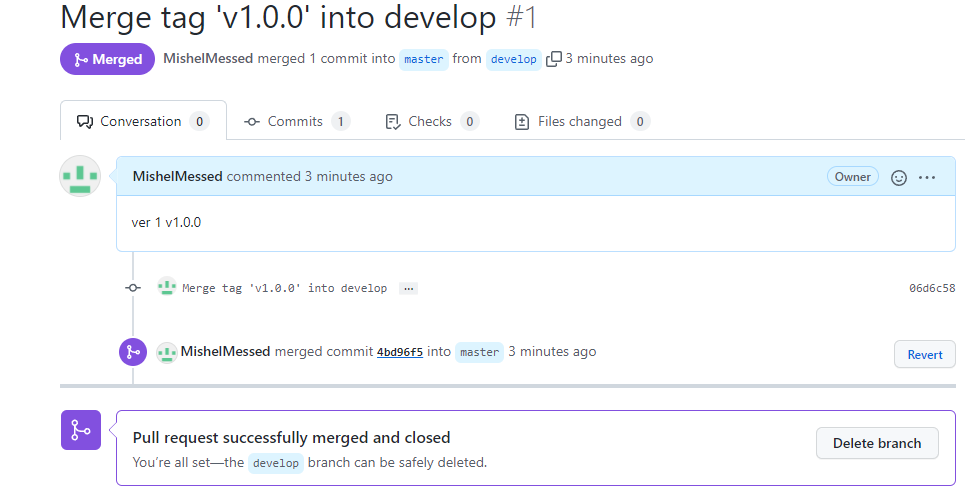 Merge tag 'v1.0.0' into develop #1
Merged MishelMessed merged 1 commit into master from develop 3 minutes ago
Conversation 0 Commits 1 Checks 0 Files changed 0
MishelMessed commented 3 minutes ago Owner ...
ver 1 v1.0.0
Merge tag 'v1.0.0' into develop ... 06d6c58
MishelMessed merged commit 4bd96f5 into master 3 minutes ago Revert
Pull request successfully merged and closed
You're all set—the develop branch can be safely deleted.
Delete branch